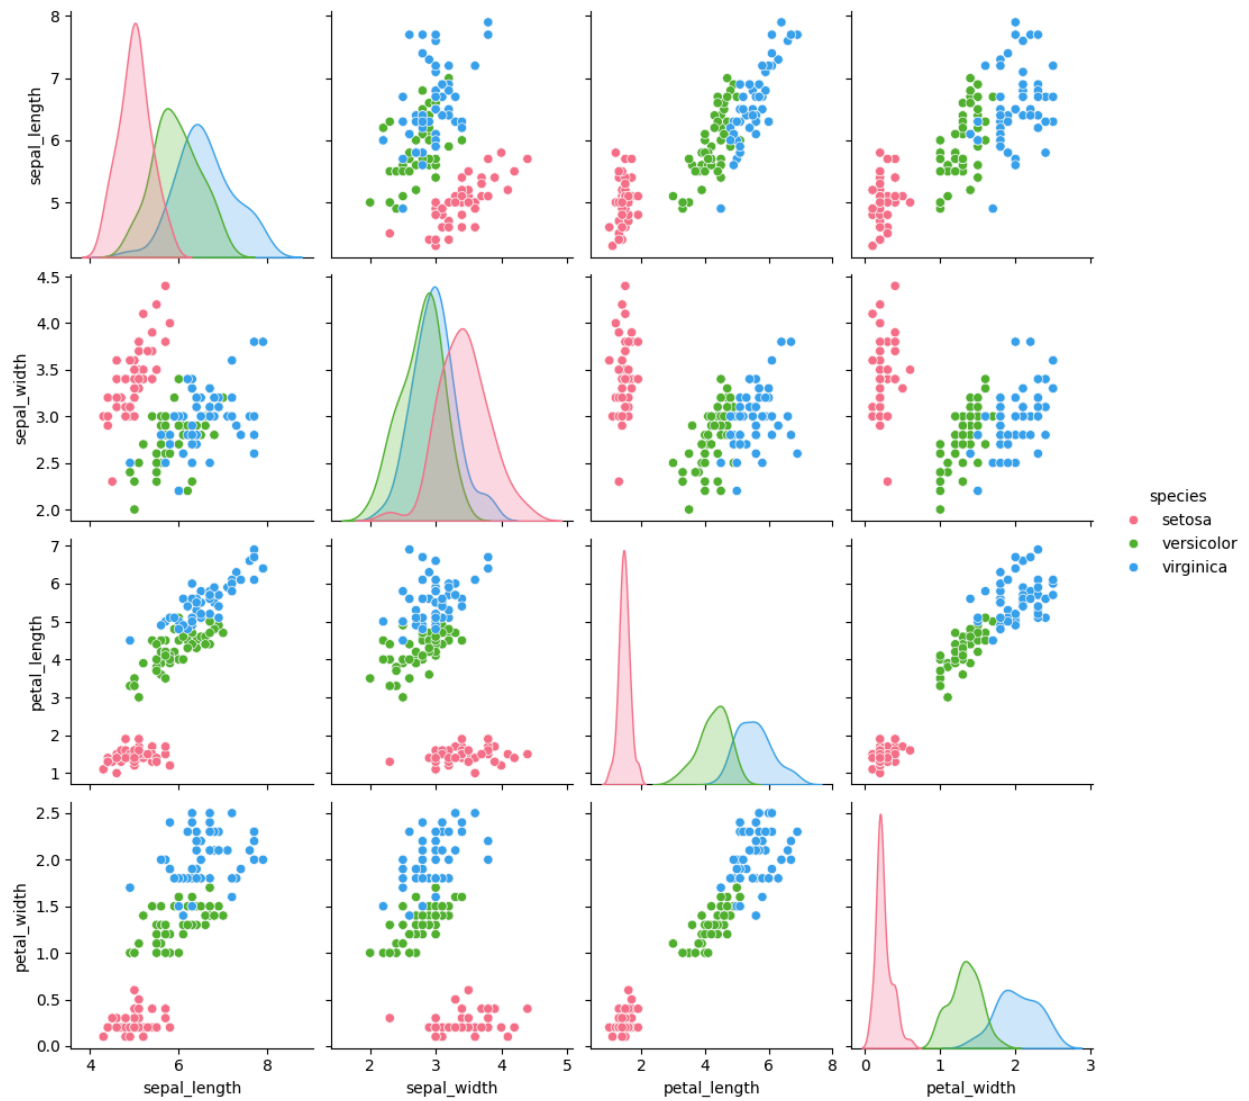 8
7
6
5
sepal_length
4.5
4.0
3.5
3.0
2.5
2.0
sepal_width
species
setosa
versicolor
virginica
7
6
5
4
3
2
1
petal_length
2.5
2.0
1.5
1.0
0.5
0.0
petal_width
4 6 8 2 3 4 5 2 4 6 8 0 1 2 3
sepal_length sepal_width petal_length petal_width